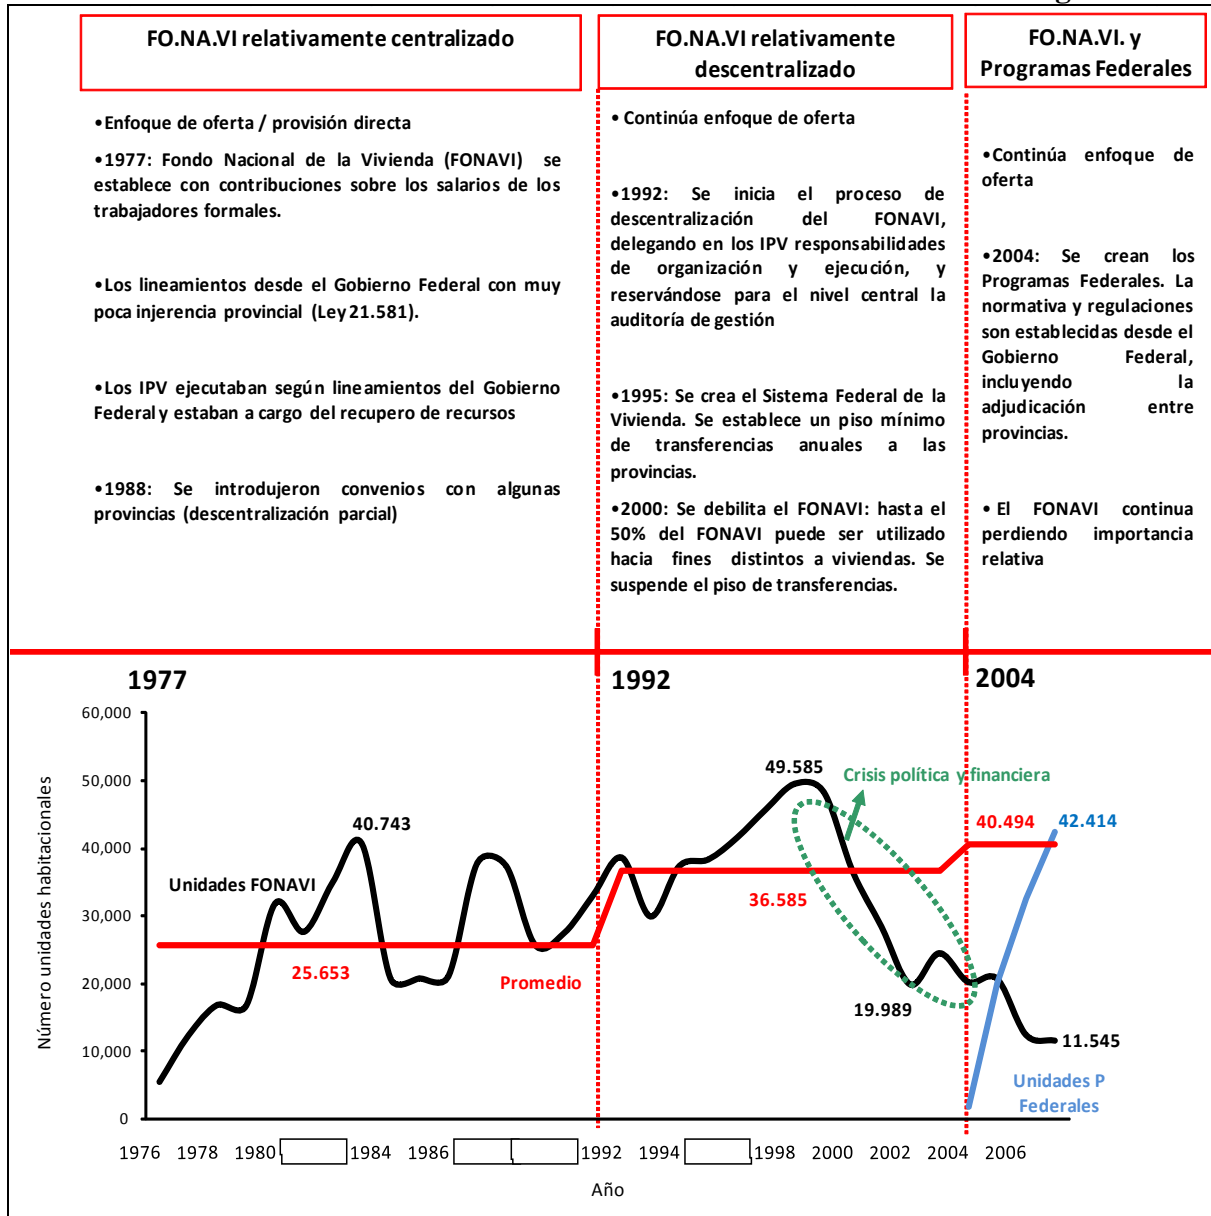 FO.NA.VI relativamente centralizado
•Enfoque de oferta / provisión directa
•1977: Fondo Nacional de la Vivienda (FONAVI) se
establece con contribuciones sobre los salarios de los
trabajadores formales.
•Los lineamientos desde el Gobierno Federal con muy
poca injerencia provincial (Ley 21.581).
•Los IPV ejecutaban según lineamientos del Gobierno
Federal y estaban a cargo del recupero de recursos
•1988: Se introdujeron convenios con algunas
provincias (descentralización parcial)
FO.NA.VI relativamente
descentralizado
• Continúa enfoque de oferta
•1992: Se inicia el proceso de
descentralización del FONAVI,
delegando en los IPV responsabilidades
de organización y ejecución, y
reservándose para el nivel central la
auditoría de gestión
•1995: Se crea el Sistema Federal de la
Vivienda. Se establece un piso mínimo
de transferencias anuales a las
provincias.
•2000: Se debilita el FONAVI: hasta el
50% del FONAVI puede ser utilizado
hacia fines distintos a viviendas. Se
suspende el piso de transferencias.
FO.NA.VI. y
Programas Federales
•Continúa enfoque de
oferta
•2004: Se crean los
Programas Federales. La
normativa y regulaciones
son establecidas desde el
Gobierno Federal,
incluyendo la
adjudicación entre
provincias.
• El FONAVI continua
perdiendo importancia
relativa
1977
1992
2004
Número unidades habitacionales
60,000
50,000
40,000
30,000
20,000
10,000
0
49.585
Crisis política y financiera
40.743
40.494
42.414
Unidades FONAVI
36.585
25.653
Promedio
19.989
11.545
Unidades P
Federales
1976 1978 1980 1984 1986 1992 1994 1998 2000 2002 2004 2006
Año